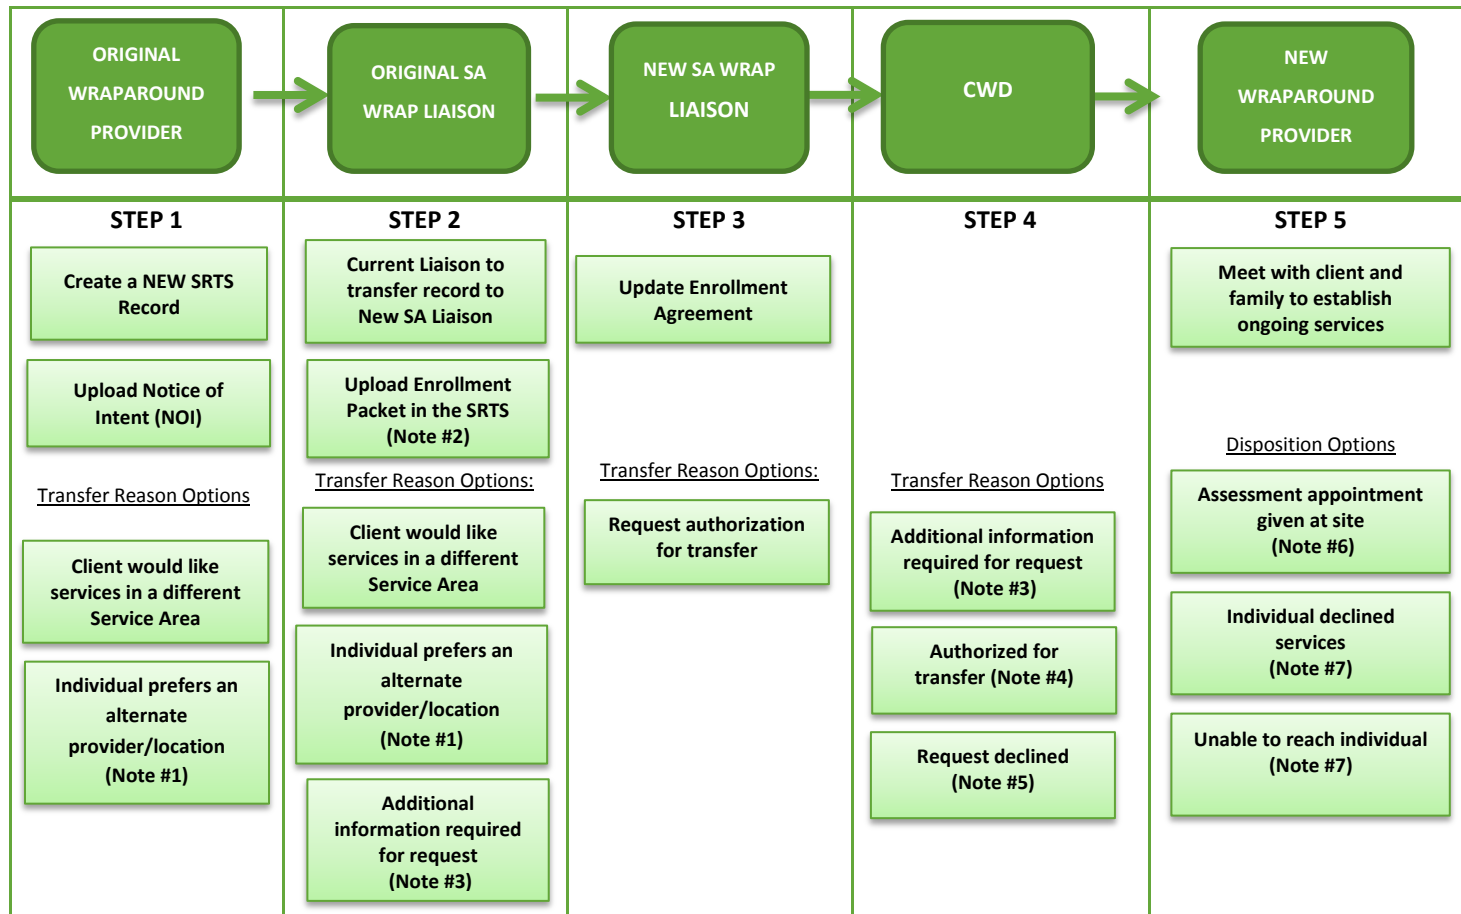 ORIGINAL
WRAPAROUND
PROVIDER
ORIGINAL SA
WRAP LIAISON
NEW SA WRAP
LIAISON
CWD
NEW
WRAPAROUND
PROVIDER
STEP 1
Create a NEW SRTS
Record
Upload Notice of
Intent (NOI)
Transfer Reason Options
Client would like
services in a different
Service Area
Individual prefers an
alternate
provider/location
(Note #1)
STEP 2
Current Liaison to
transfer record to
New SA Liaison
Upload Enrollment
Packet in the SRTS
(Note #2)
Transfer Reason Options:
Client would like
services in a different
Service Area
Individual prefers an
alternate
provider/location
(Note #1)
Additional
information required
for request
(Note #3)
STEP 3
Update Enrollment
Agreement
Transfer Reason Options:
Request authorization
for transfer
STEP 4
Transfer Reason Options
Additional information
required for request
(Note #3)
Authorized for
transfer (Note #4)
Request declined
(Note #5)
STEP 5
Meet with client and
family to establish
ongoing services
Disposition Options
Assessment appointment
given at site
(Note #6)
Individual declined
services
(Note #7)
Unable to reach individual
(Note #7)